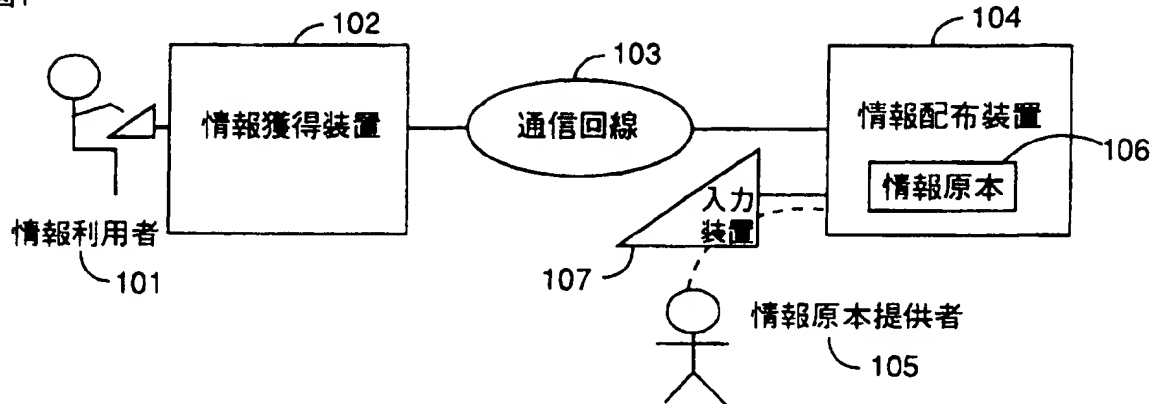 図1
102
103
104
情報獲得装置
通信回線
情報配布装置
106
情報原本
入力
装置
情報利用者
101
107
情報原本提供者
105